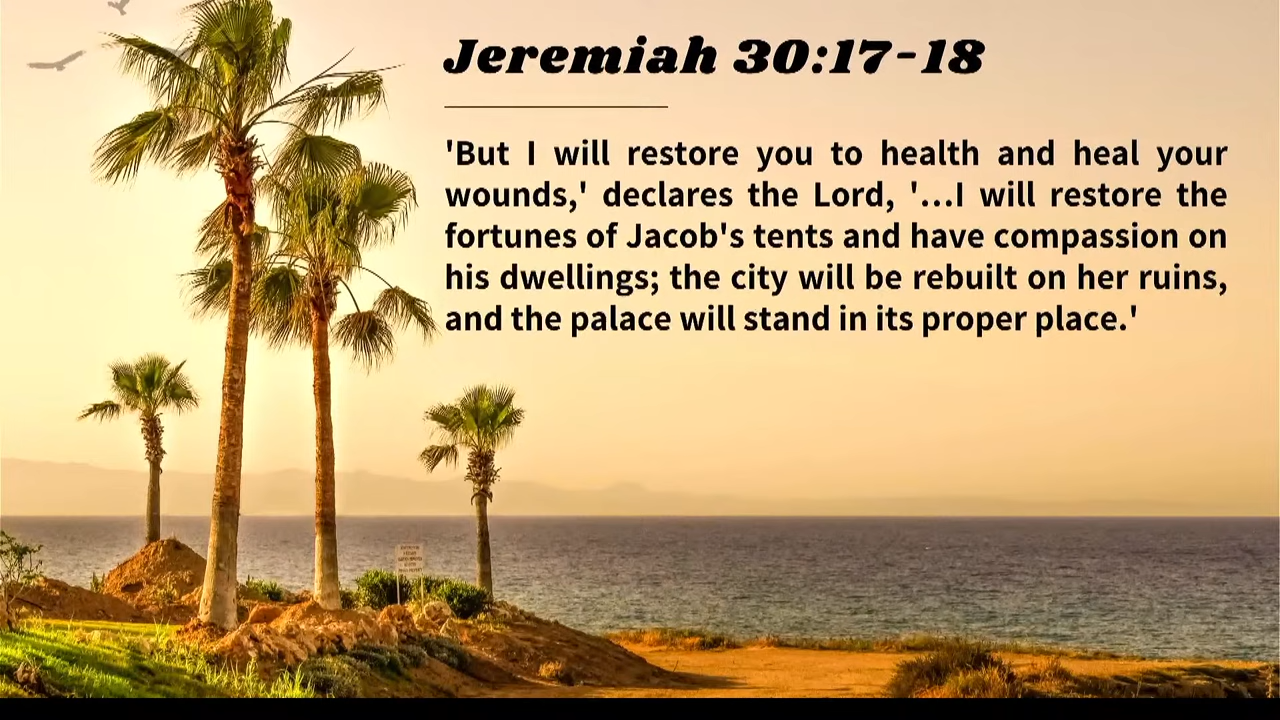 Jeremiah 30:17-18
'But I will restore you to health and heal your
wounds,' declares the Lord, '...I will restore the
fortunes of Jacob's tents and have compassion on
his dwellings; the city will be rebuilt on her ruins,
and the palace will stand in its proper place.'